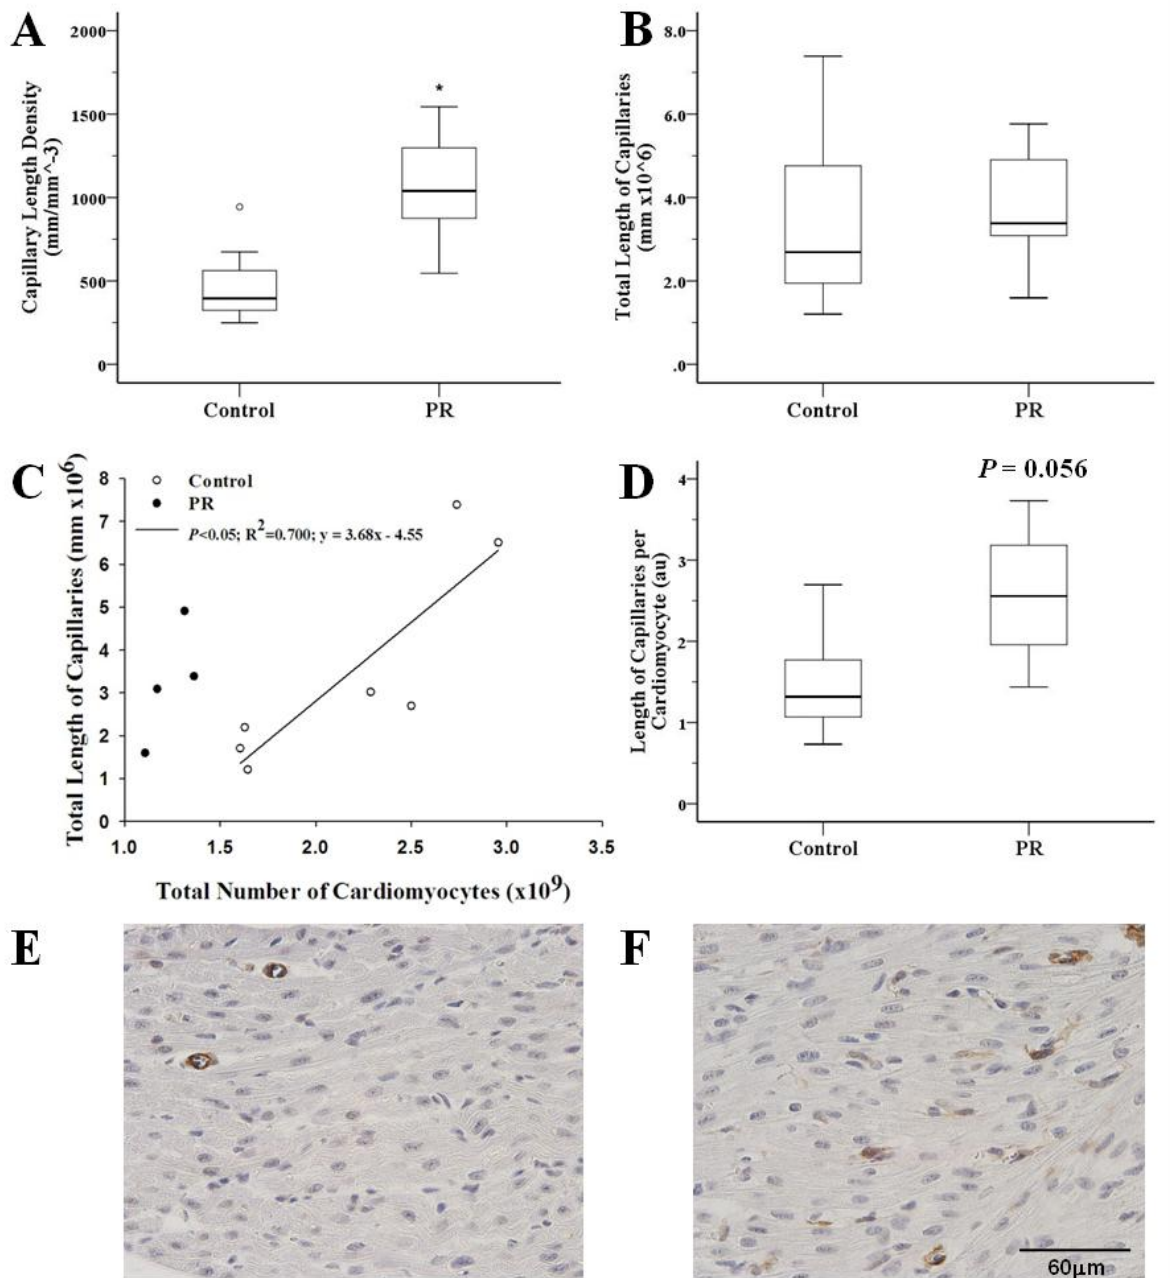 A
2000
1500
1000
500
0
Capillary Length Density
(mm/mm^-3)
*
Control
PR
B
8.0
6.0
4.0
2.0
.0
Total Length of Capillaries
(mm x10^6)
Control
PR
C
8
7
6
5
4
3
2
1
0
Total Length of Capillaries (mm x10^6)
Control
PR
P<0.05; R^2=0.700; y = 3.68x - 4.55
1.0
1.5
2.0
2.5
3.0
3.5
Total Number of Cardiomyocytes (x10^9)
D
P = 0.056
4
3
2
1
0
Length of Capillaries per
Cardiomyocyte (au)
Control
PR
E
F
60µm